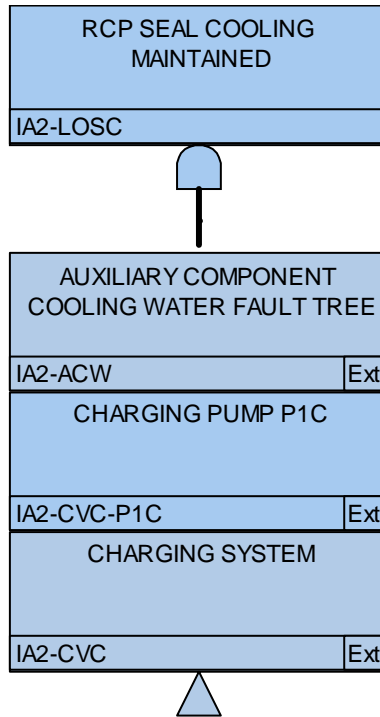 RCP SEAL COOLING
MAINTAINED
IA2-LOSC
AUXILIARY COMPONENT
COOLING WATER FAULT TREE
IA2-ACW Ext
CHARGING PUMP P1C
IA2-CVC-P1C Ext
CHARGING SYSTEM
IA2-CVC Ext